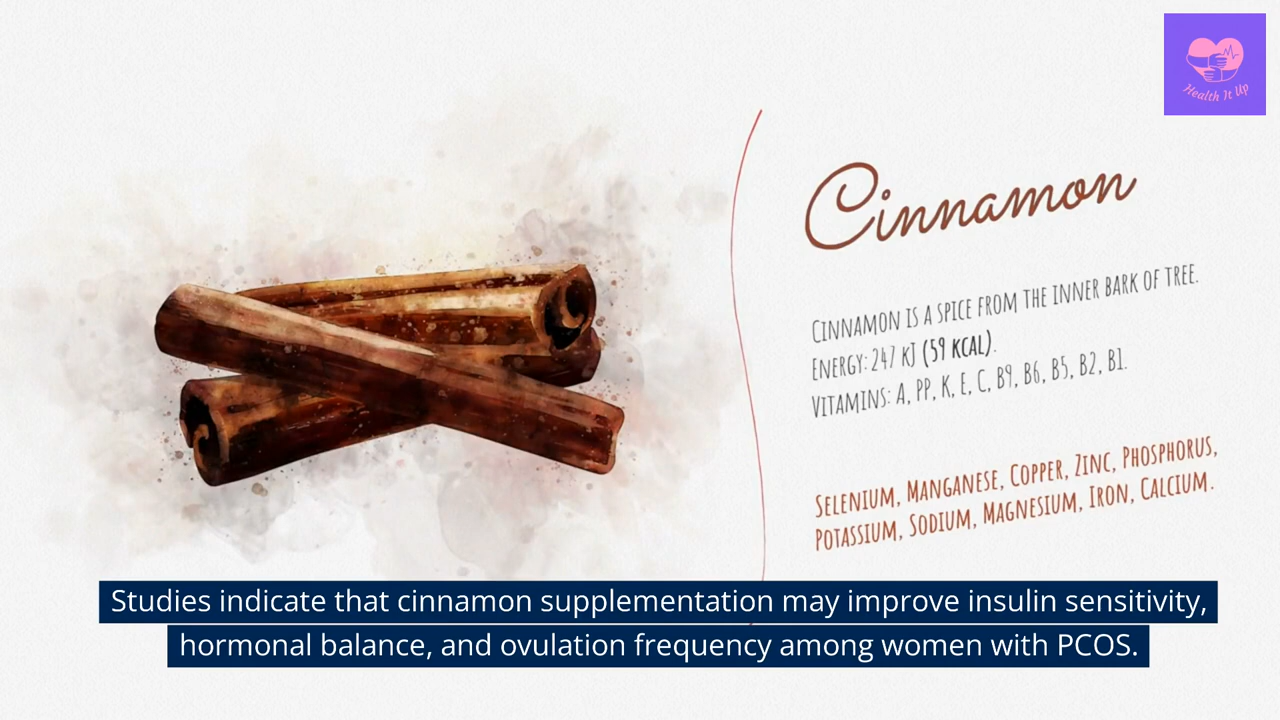 Health It Up
Cinnamon
CINNAMON IS A SPICE FROM THE INNER BARK OF TREE.
ENERGY: 247 KJ (59 KCAL).
VITAMINS: A, PP, K, E, C, B9, B6, B5, B2, B1.
SELENIUM, MANGANESE, COPPER, ZINC, PHOSPHORUS,
POTASSIUM, SODIUM, MAGNESIUM, IRON, CALCIUM.
Studies indicate that cinnamon supplementation may improve insulin sensitivity,
hormonal balance, and ovulation frequency among women with PCOS.